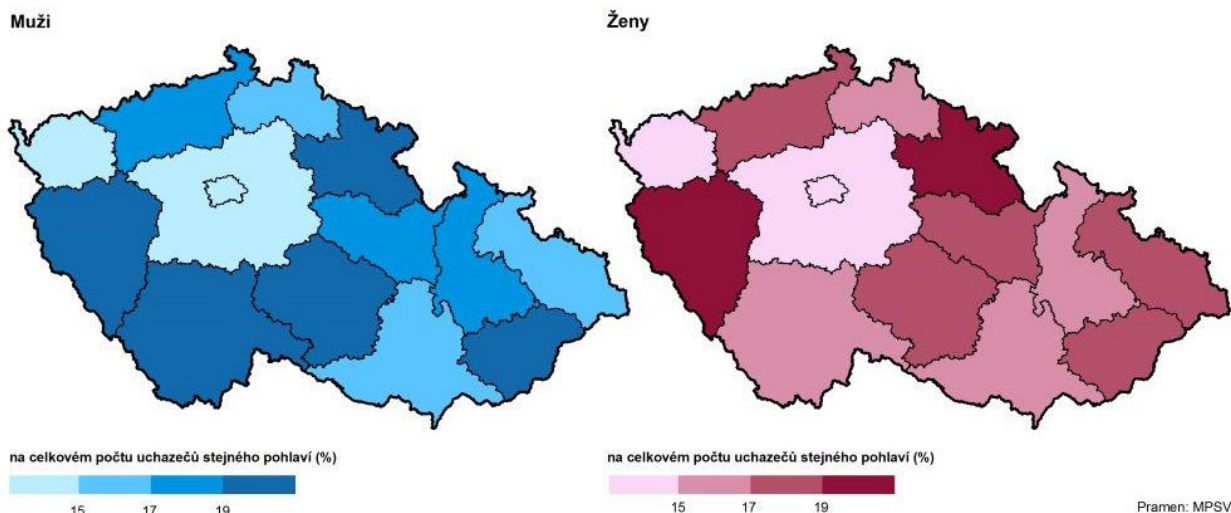 Muži
Ženy
na celkovém počtu uchazečů stejného pohlaví (%)
15 17 19
na celkovém počtu uchazečů stejného pohlaví (%)
15 17 19
Pramen: MPSV